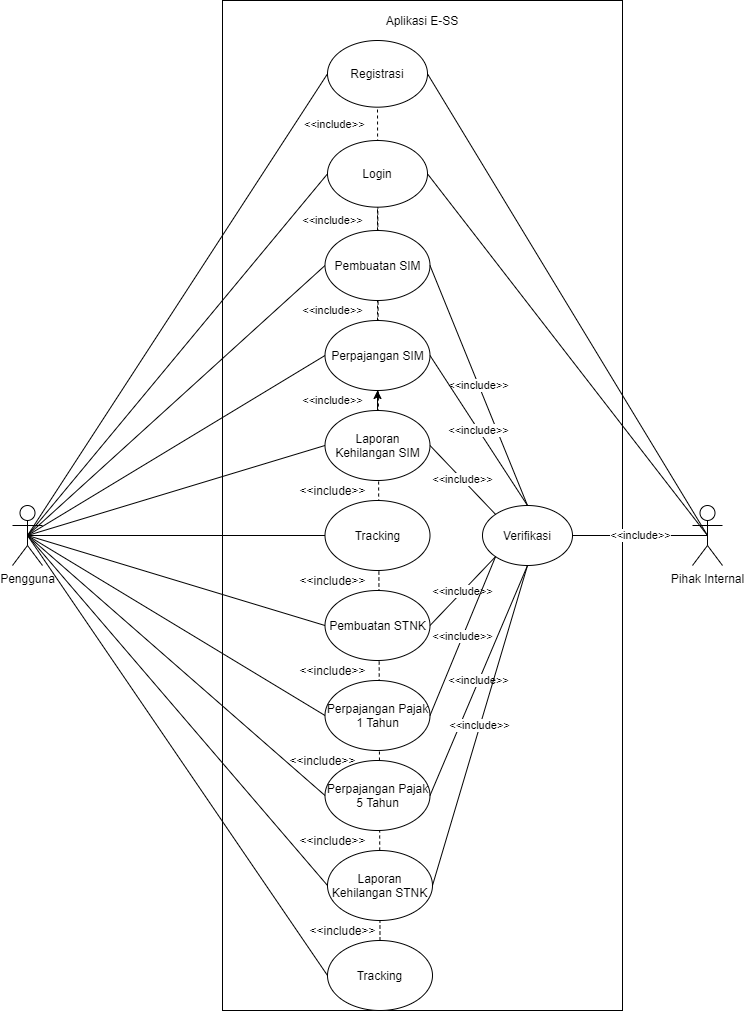 Aplikasi E-SS
Registrasi
<<include>>
Login
<<include>>
Pembuatan SIM
<<include>>
Perpajangan SIM
<<include>>
<<include>>
<<include>>
Laporan
Kehilangan SIM
<<include>>
<<include>>
Tracking
Verifikasi
<<include>>
Pengguna
Pihak Internal
<<include>>
<<include>>
Pembuatan STNK
<<include>>
<<include>>
<<include>>
Perpajangan Pajak
1 Tahun
<<include>>
<<include>>
Perpajangan Pajak
5 Tahun
<<include>>
Laporan
Kehilangan STNK
<<include>>
Tracking